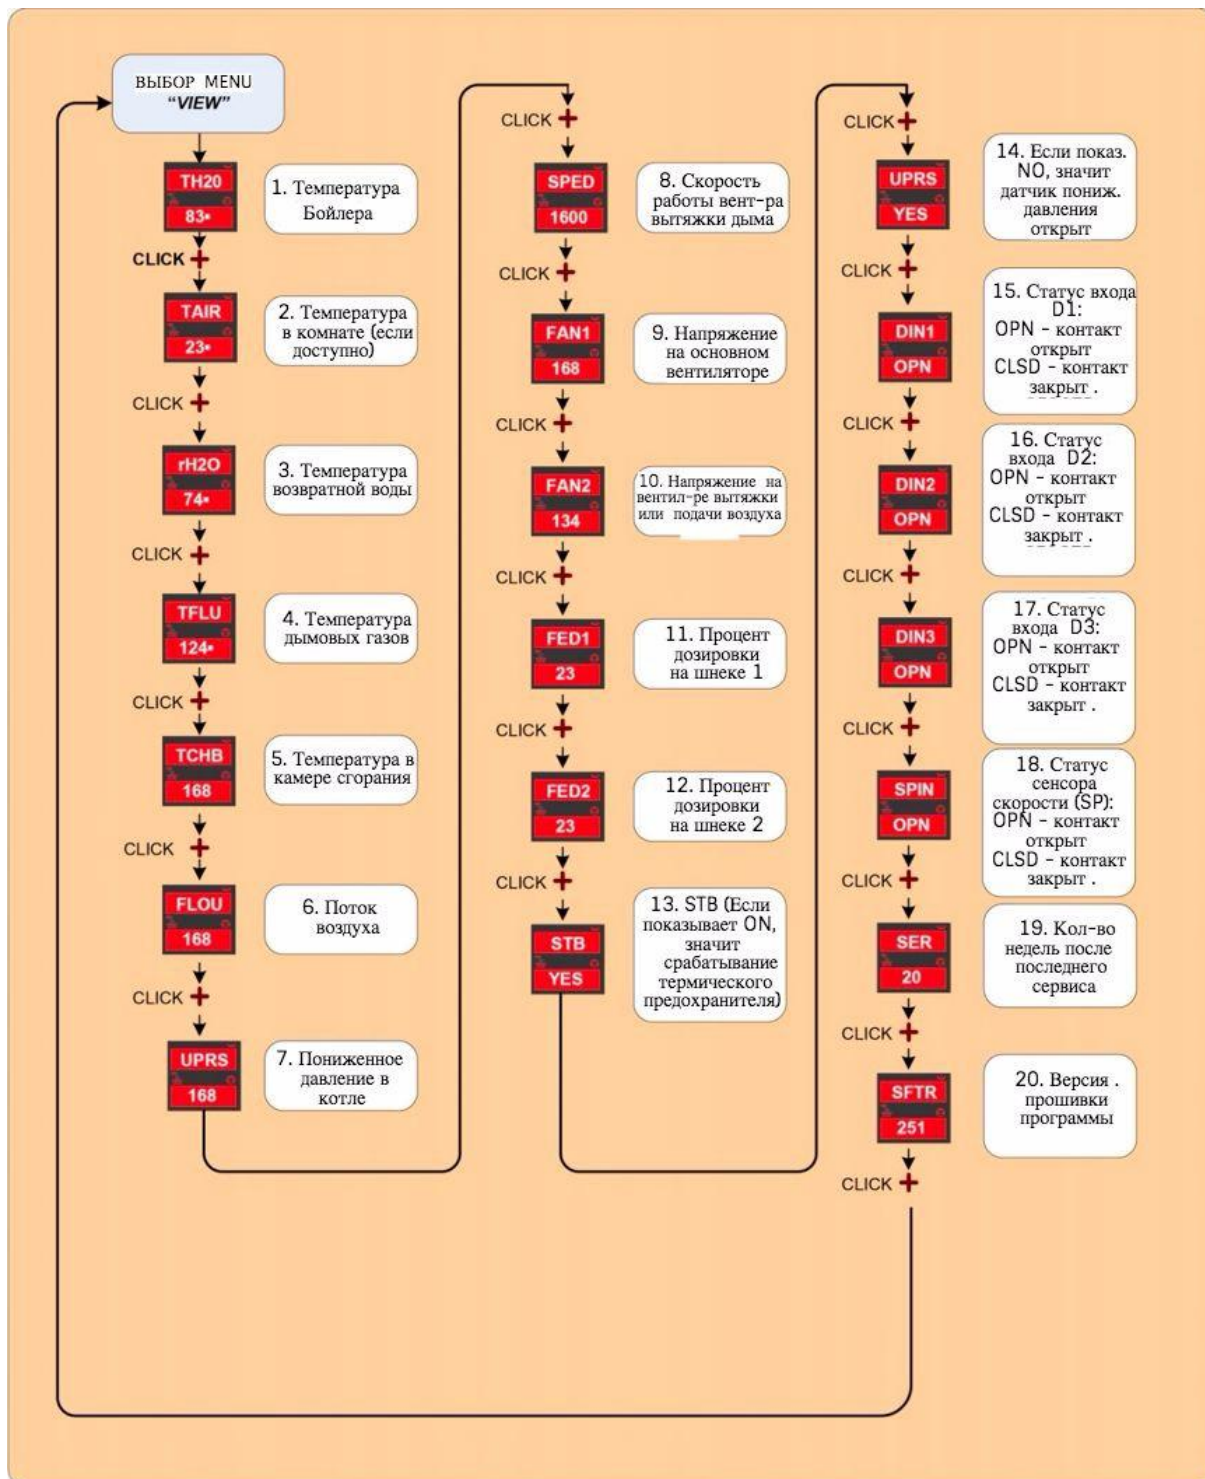 ВЫБОР MENU
“VIEW”
TH20
83•
1. Температура
Бойлера
CLICK +
TAIR
23•
2. Температура
в комнате (если
доступно)
CLICK +
rH2O
74•
3. Температура
возвратной воды
CLICK +
TFLU
124•
4. Температура
дымовых газов
CLICK +
TCHB
168
5. Температура в
камере сгорания
CLICK +
FLOU
168
6. Поток
воздуха
CLICK +
UPRS
168
7. Пониженное
давление в
котле
CLICK +
SPED
1600
8. Скорость
работы вент-ра
вытяжки дыма
CLICK +
FAN1
168
9. Напряжение
на основном
вентиляторе
CLICK +
FAN2
134
10. Напряжение на
вентил-ре вытяжки
или подачи воздуха
CLICK +
FED1
23
11. Процент
дозировки
на шнеке 1
CLICK +
FED2
23
12. Процент
дозировки
на шнеке 2
CLICK +
STB
YES
13. STB (Если
показывает ON,
значит
срабатывание
термического
предохранителя)
CLICK +
UPRS
YES
14. Если показ.
NO, значит
датчик пониж.
давления
открыт
CLICK +
DIN1
OPN
15. Статус входа
D1:
OPN - контакт
открыт
CLSD - контакт
закрыт .
CLICK +
DIN2
OPN
16. Статус
входа D2:
OPN - контакт
открыт
CLSD - контакт
закрыт .
CLICK +
DIN3
OPN
17. Статус
входа D3:
OPN - контакт
открыт
CLSD - контакт
закрыт .
CLICK +
SPIN
OPN
18. Статус
сенсора
скорости (SP):
OPN - контакт
открыт
CLSD - контакт
закрыт .
CLICK +
SER
20
19. Кол-во
недель после
последнего
сервиса
CLICK +
SFTR
251
20. Версия .
прошивки
программы
CLICK +